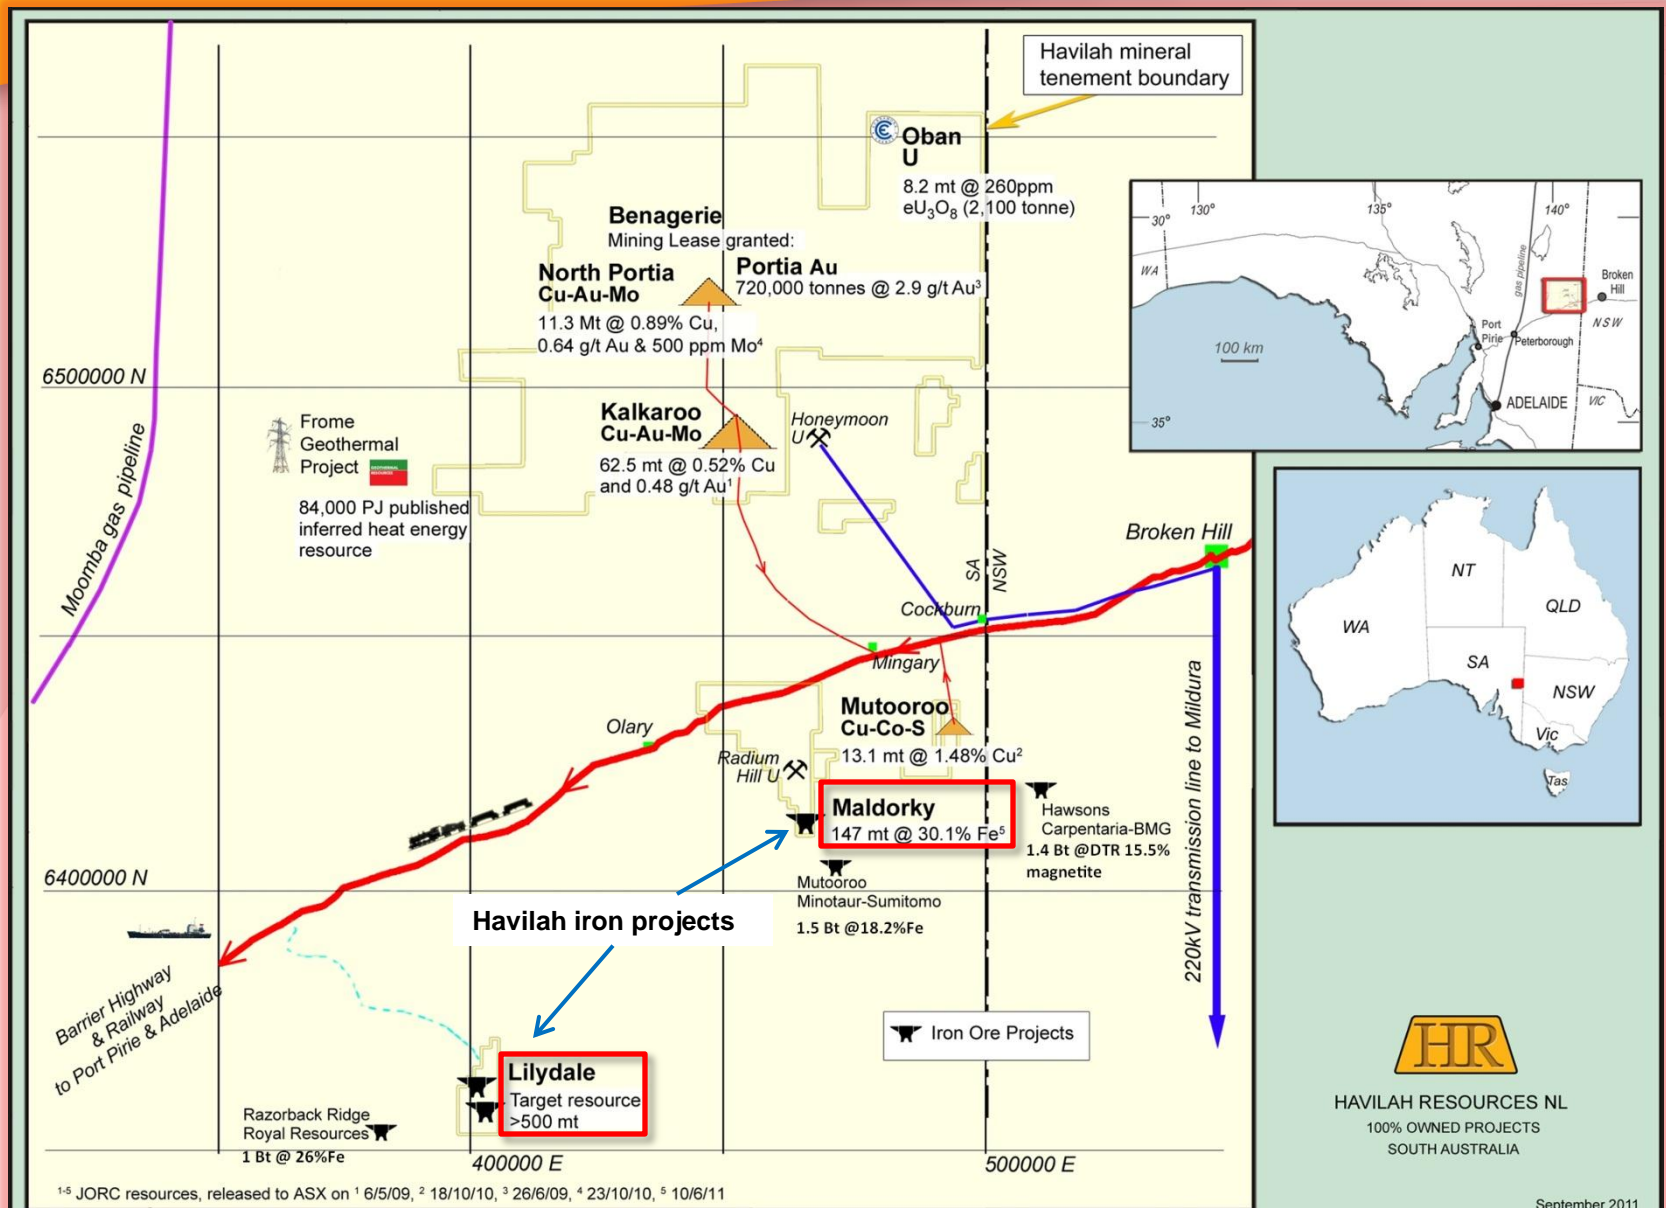 Havilah mineral
tenement boundary
Oban
U
8.2 mt @ 260ppm
eU₃O₈ (2,100 tonne)
Benagerie
Mining Lease granted:
North Portia
Cu-Au-Mo
11.3 Mt @ 0.89% Cu,
0.64 g/t Au & 500 ppm Mo⁴
Portia Au
720,000 tonnes @ 2.9 g/t Au³
6500000 N
Moomba gas pipeline
Frome
Geothermal
Project
84,000 PJ published
inferred heat energy
resource
Kalkaroo
Cu-Au-Mo
62.5 mt @ 0.52% Cu
and 0.48 g/t Au¹
Honeymoon
U
SA
NSW
Broken Hill
Cockburn
Mingary
Olary
Mutooroo
Cu-Co-S
13.1 mt @ 1.48% Cu²
Radium
Hill U
Maldorky
147 mt @ 30.1% Fe⁵
Hawsons
Carpentaria-BMG
1.4 Bt @DTR 15.5%
magnetite
Mutooroo
Minotaur-Sumitomo
1.5 Bt @18.2%Fe
220kV transmission line to Mildura
6400000 N
Havilah iron projects
Barrier Highway
& Railway
to Port Pirie & Adelaide
Iron Ore Projects
Lilydale
Target resource
>500 mt
Razorback Ridge
Royal Resources
1 Bt @ 26%Fe
400000 E
500000 E
¹⁻⁵ JORC resources, released to ASX on ¹ 6/5/09, ² 18/10/10, ³ 26/6/09, ⁴ 23/10/10, ⁵ 10/6/11
130°
135°
140°
30°
WA
gas pipeline
Broken
Hill
NSW
Port
Pirie
Peterborough
100 km
ADELAIDE
VIC
35°
NT
QLD
WA
SA
NSW
Vic
Tas
HR
HAVILAH RESOURCES NL
100% OWNED PROJECTS
SOUTH AUSTRALIA
September 2011